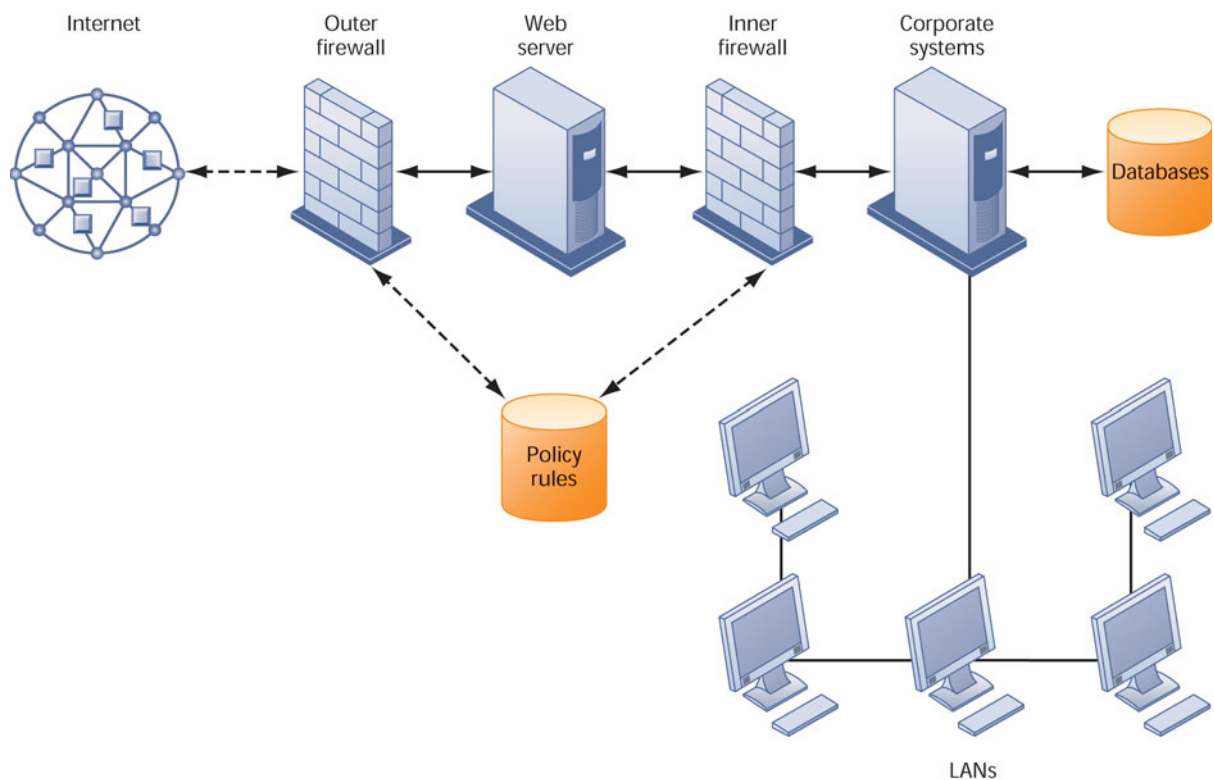 Internet
Outer
firewall
Web
server
Inner
firewall
Corporate
systems
Databases
Policy
rules
LANs